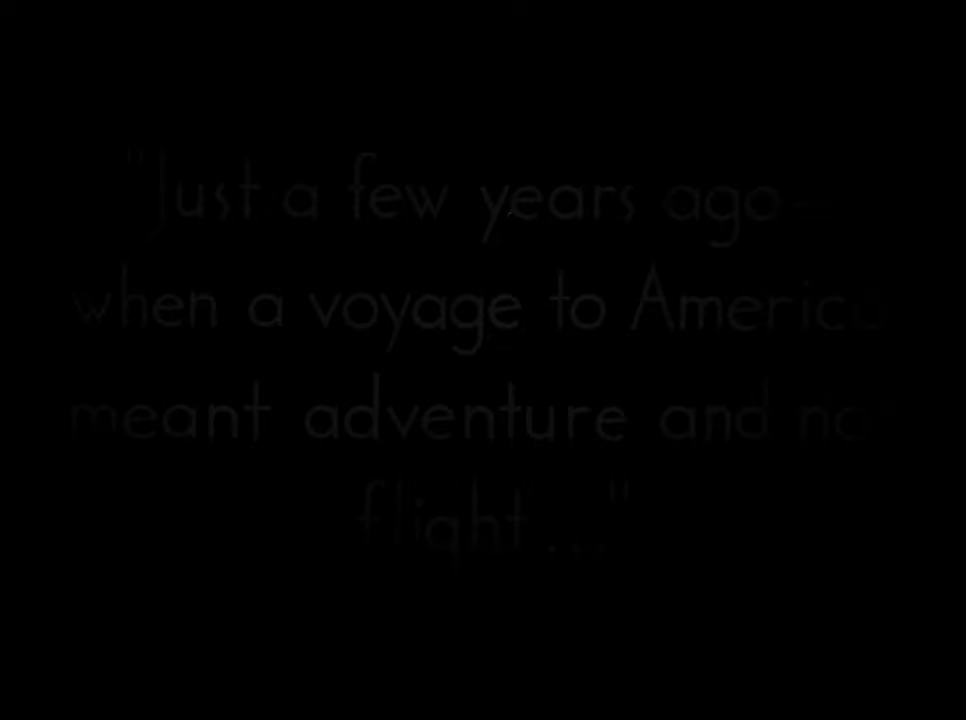 "Just a few years ago—
when a voyage to America
meant adventure and not
flight..."